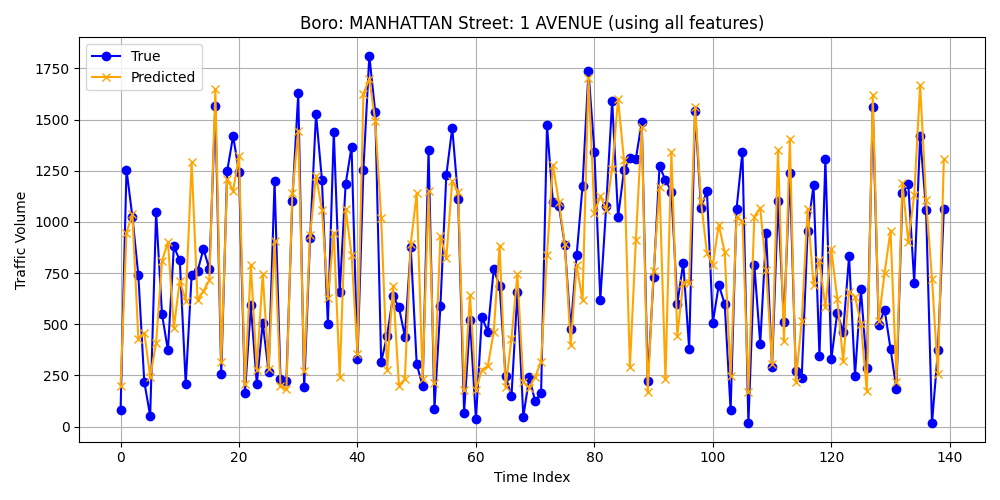 Boro: MANHATTAN Street: 1 AVENUE (using all features)
True
Predicted
Traffic Volume
1750
1500
1250
1000
750
500
250
0
0 20 40 60 80 100 120 140
Time Index